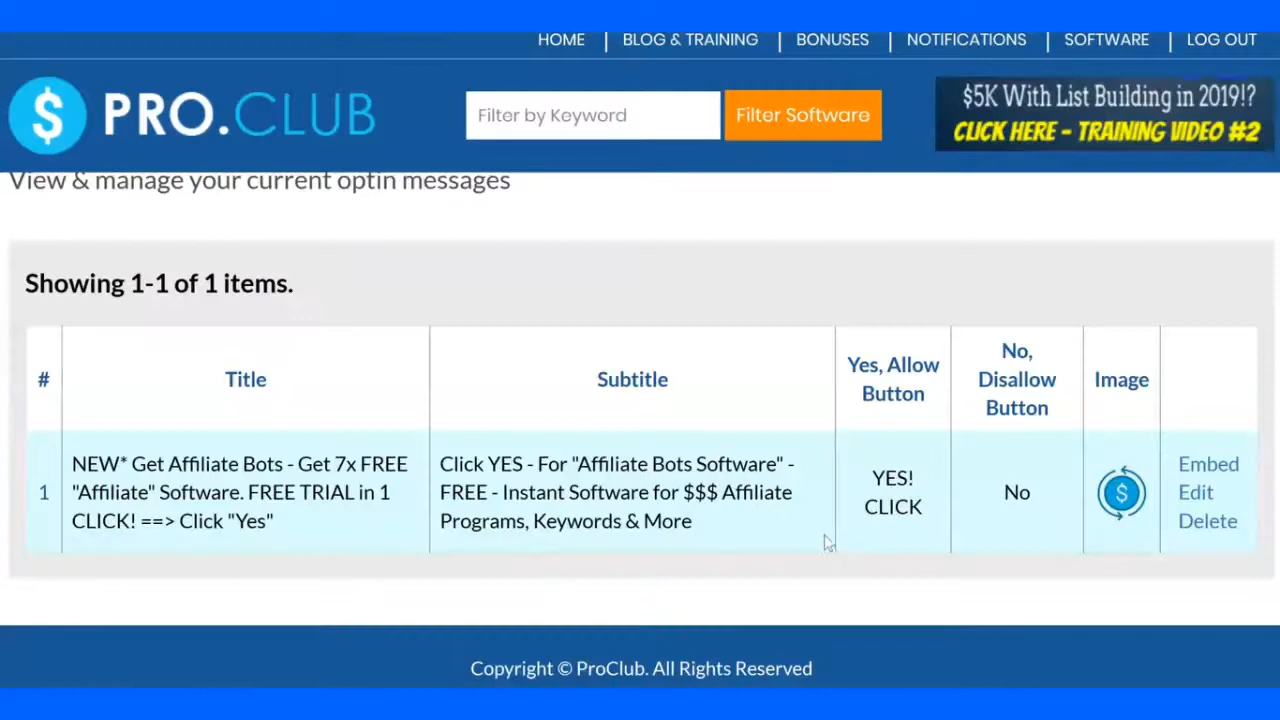 HOME | BLOG & TRAINING | BONUSES | NOTIFICATIONS | SOFTWARE | LOG OUT
$ PRO.CLUB
Filter by Keyword
Filter Software
$5K With List Building in 2019!?
CLICK HERE - TRAINING VIDEO #2
View & manage your current optin messages
Showing 1-1 of 1 items.
#
Title
Subtitle
Yes, Allow
Button
No,
Disallow
Button
Image
1
NEW* Get Affiliate Bots - Get 7x FREE
"Affiliate" Software. FREE TRIAL in 1
CLICK! ==> Click "Yes"
Click YES - For "Affiliate Bots Software" -
FREE - Instant Software for $$$ Affiliate
Programs, Keywords & More
YES!
CLICK
No
$
Embed
Edit
Delete
Copyright © ProClub. All Rights Reserved